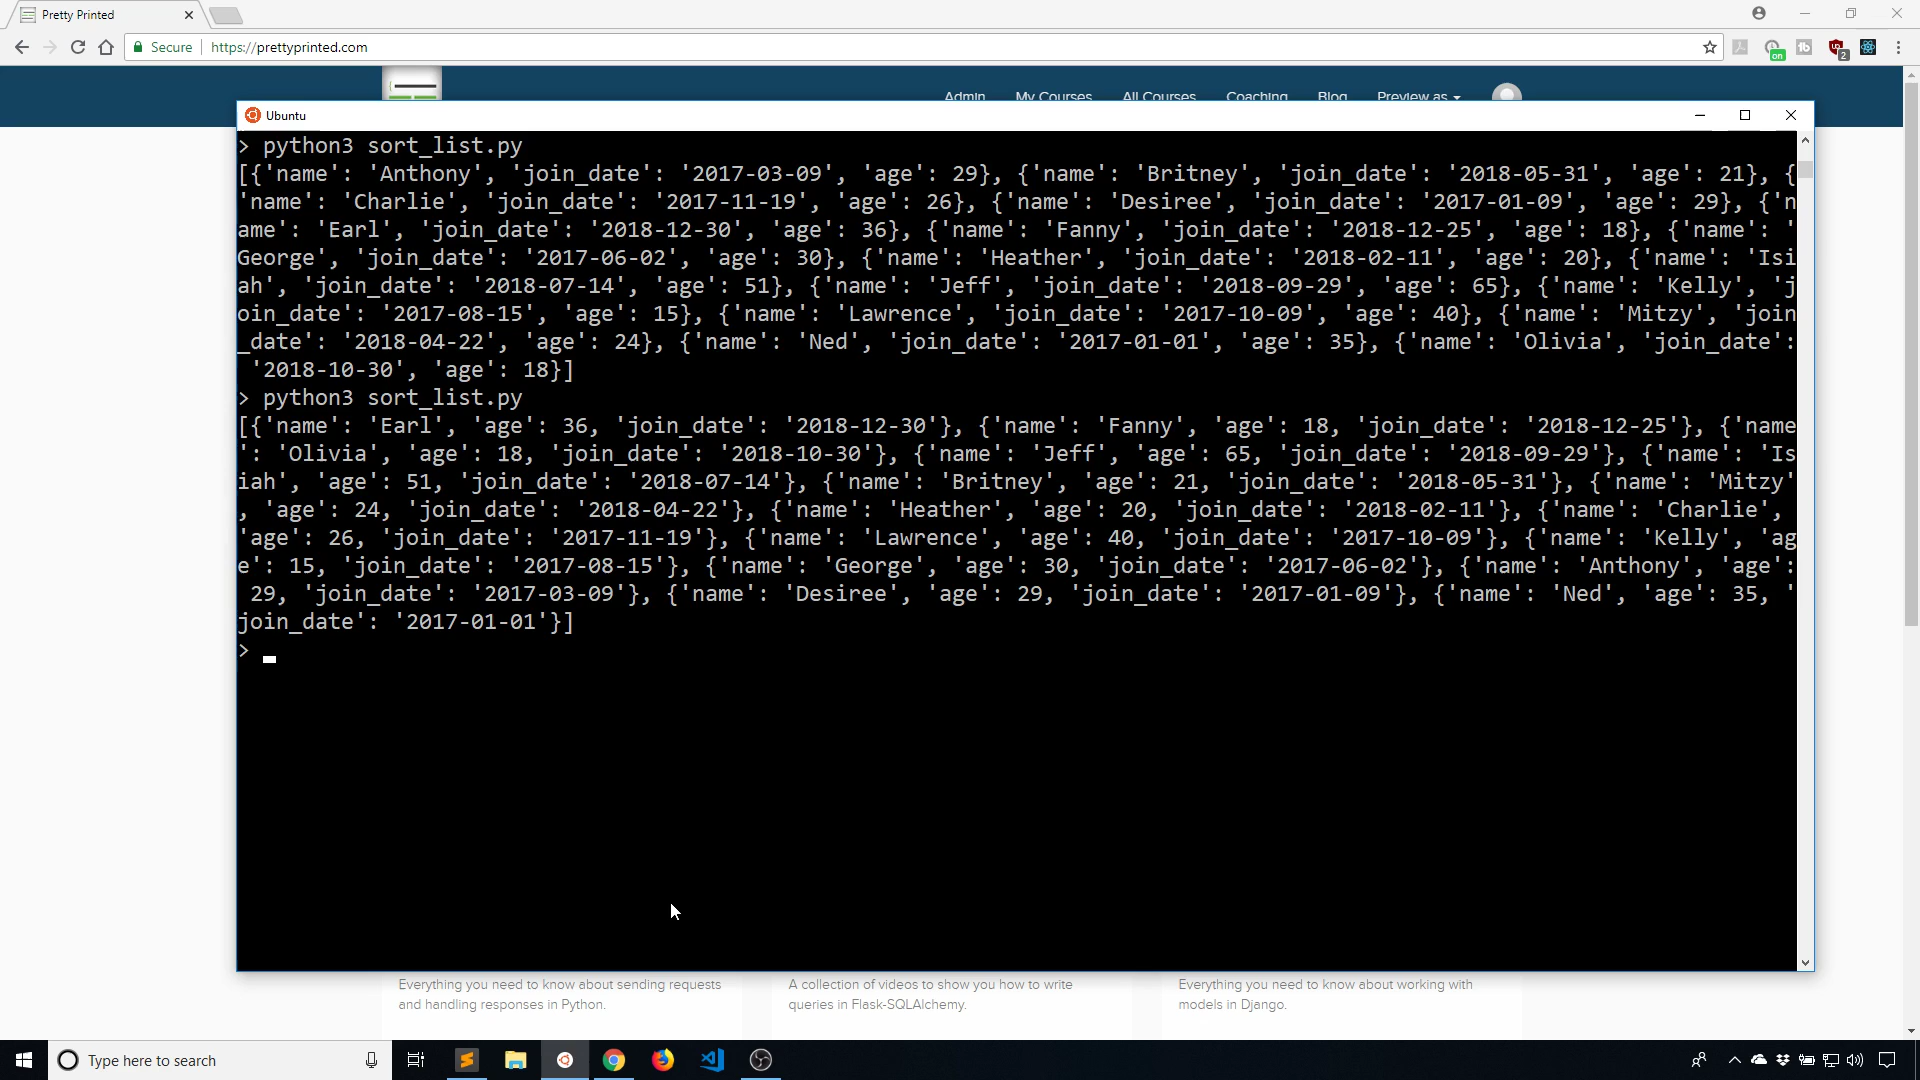 Pretty Printed
Secure
https://prettyprinted.com
on
2
Admin My Courses All Courses Coaching Blog Preview as
Ubuntu
> python3 sort_list.py
[{'name': 'Anthony', 'join_date': '2017-03-09', 'age': 29}, {'name': 'Britney', 'join_date': '2018-05-31', 'age': 21}, {
'name': 'Charlie', 'join_date': '2017-11-19', 'age': 26}, {'name': 'Desiree', 'join_date': '2017-01-09', 'age': 29}, {'n
ame': 'Earl', 'join_date': '2018-12-30', 'age': 36}, {'name': 'Fanny', 'join_date': '2018-12-25', 'age': 18}, {'name': '
George', 'join_date': '2017-06-02', 'age': 30}, {'name': 'Heather', 'join_date': '2018-02-11', 'age': 20}, {'name': 'Isi
ah', 'join_date': '2018-07-14', 'age': 51}, {'name': 'Jeff', 'join_date': '2018-09-29', 'age': 65}, {'name': 'Kelly', 'j
oin_date': '2017-08-15', 'age': 15}, {'name': 'Lawrence', 'join_date': '2017-10-09', 'age': 40}, {'name': 'Mitzy', 'join
_date': '2018-04-22', 'age': 24}, {'name': 'Ned', 'join_date': '2017-01-01', 'age': 35}, {'name': 'Olivia', 'join_date':
 '2018-10-30', 'age': 18}]
> python3 sort_list.py
[{'name': 'Earl', 'age': 36, 'join_date': '2018-12-30'}, {'name': 'Fanny', 'age': 18, 'join_date': '2018-12-25'}, {'name
': 'Olivia', 'age': 18, 'join_date': '2018-10-30'}, {'name': 'Jeff', 'age': 65, 'join_date': '2018-09-29'}, {'name': 'Is
iah', 'age': 51, 'join_date': '2018-07-14'}, {'name': 'Britney', 'age': 21, 'join_date': '2018-05-31'}, {'name': 'Mitzy'
, 'age': 24, 'join_date': '2018-04-22'}, {'name': 'Heather', 'age': 20, 'join_date': '2018-02-11'}, {'name': 'Charlie',
'age': 26, 'join_date': '2017-11-19'}, {'name': 'Lawrence', 'age': 40, 'join_date': '2017-10-09'}, {'name': 'Kelly', 'ag
e': 15, 'join_date': '2017-08-15'}, {'name': 'George', 'age': 30, 'join_date': '2017-06-02'}, {'name': 'Anthony', 'age':
 29, 'join_date': '2017-03-09'}, {'name': 'Desiree', 'age': 29, 'join_date': '2017-01-09'}, {'name': 'Ned', 'age': 35, '
join_date': '2017-01-01'}]
>
Everything you need to know about sending requests
and handling responses in Python.
A collection of videos to show you how to write
queries in Flask-SQLAlchemy.
Everything you need to know about working with
models in Django.
Type here to search